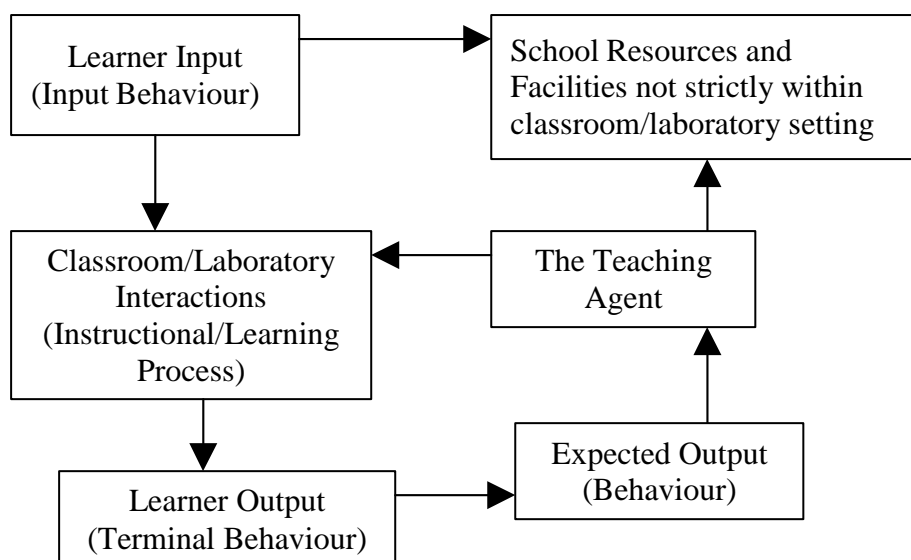 Learner Input
(Input Behaviour)
School Resources and
Facilities not strictly within
classroom/laboratory setting
Classroom/Laboratory
Interactions
(Instructional/Learning
Process)
The Teaching
Agent
Learner Output
(Terminal Behaviour)
Expected Output
(Behaviour)